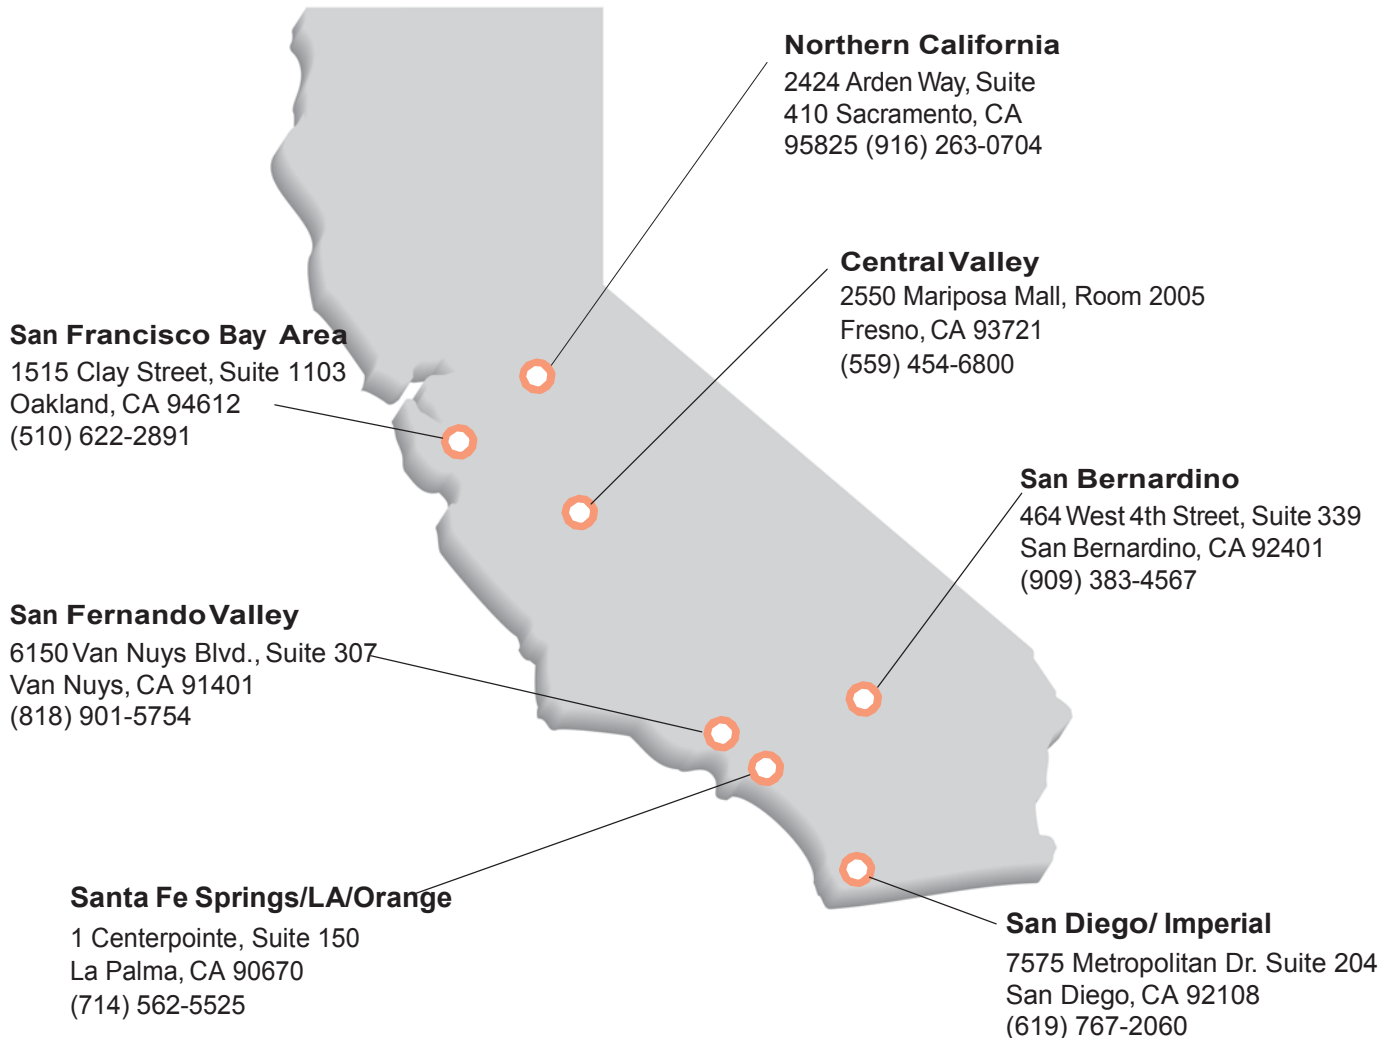 Northern California
2424 Arden Way, Suite
410 Sacramento, CA
95825 (916) 263-0704
Central Valley
2550 Mariposa Mall, Room 2005
Fresno, CA 93721
(559) 454-6800
San Francisco Bay Area
1515 Clay Street, Suite 1103
Oakland, CA 94612
(510) 622-2891
San Bernardino
464 West 4th Street, Suite 339
San Bernardino, CA 92401
(909) 383-4567
San Fernando Valley
6150 Van Nuys Blvd., Suite 307
Van Nuys, CA 91401
(818) 901-5754
Santa Fe Springs/LA/Orange
1 Centerpointe, Suite 150
La Palma, CA 90670
(714) 562-5525
San Diego/ Imperial
7575 Metropolitan Dr. Suite 204
San Diego, CA 92108
(619) 767-2060